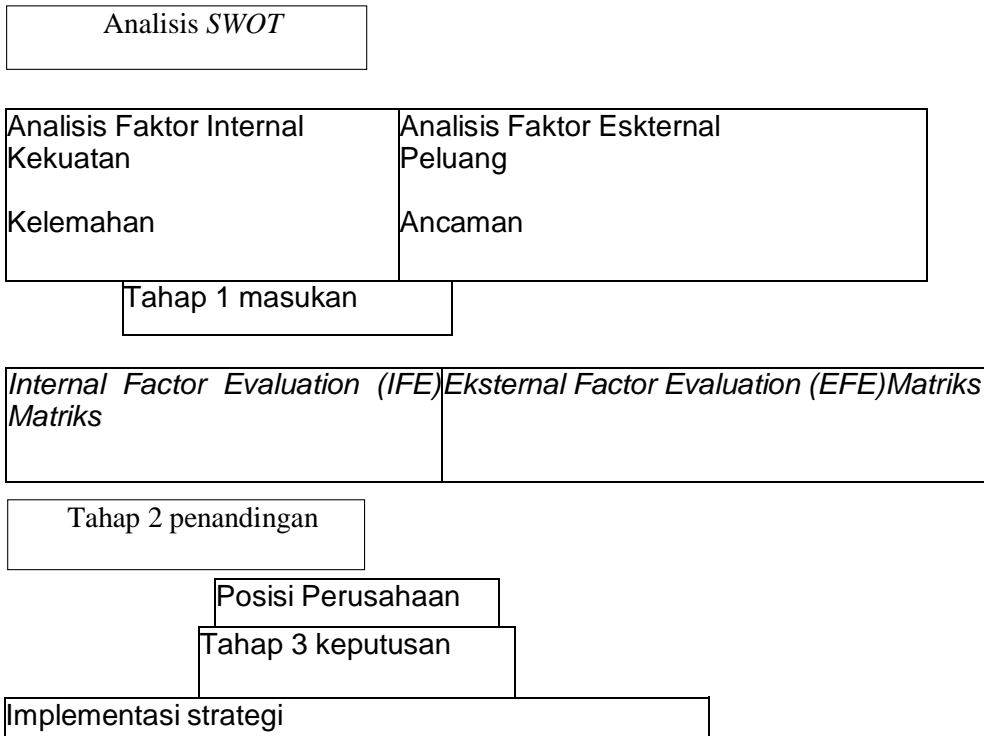 Analisis SWOT
Analisis Faktor Internal
Kekuatan
Kelemahan
Analisis Faktor Eskternal
Peluang
Ancaman
Tahap 1 masukan
Internal Factor Evaluation (IFE)
Matriks
Eksternal Factor Evaluation (EFE)Matriks
Tahap 2 penandingan
Posisi Perusahaan
Tahap 3 keputusan
Implementasi strategi